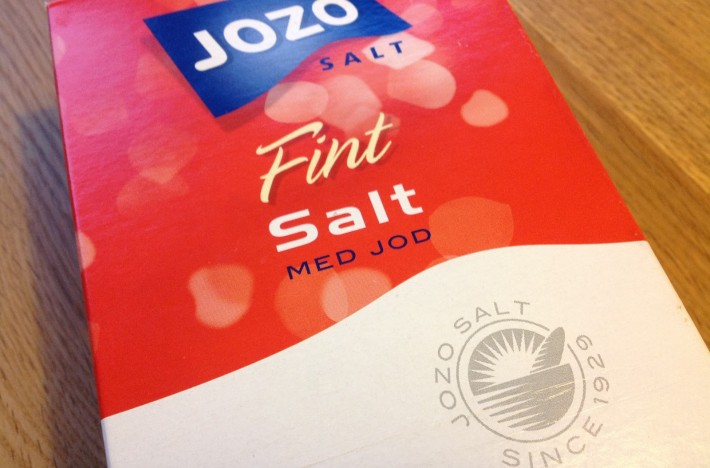 JOZO
SALT
Fint
Salt
MED JOD
JOZO SALT
SINCE 1929